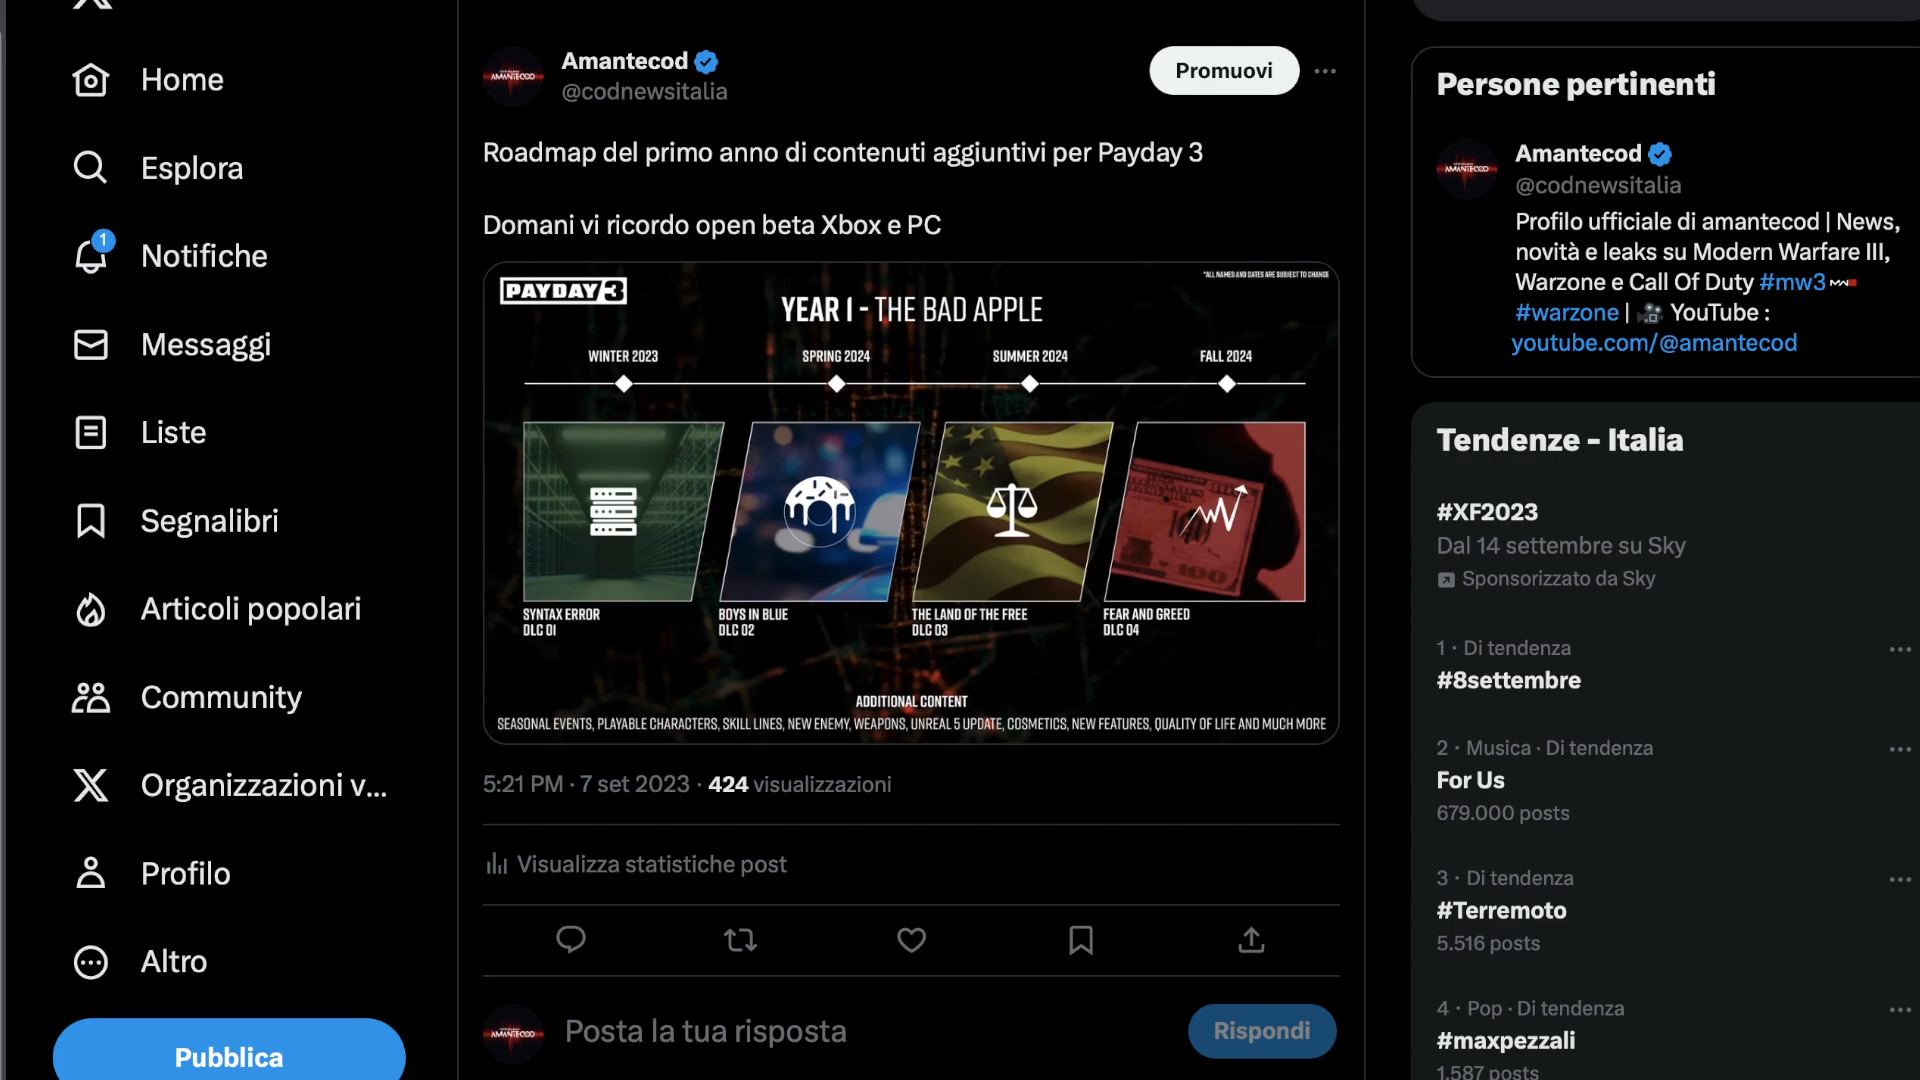 Home
Esplora
1
Notifiche
Messaggi
Liste
Segnalibri
Articoli popolari
Community
Organizzazioni v...
Profilo
Altro
Pubblica
AMANTECOD
Amantecod
@codnewsitalia
Promuovi
Roadmap del primo anno di contenuti aggiuntivi per Payday 3
Domani vi ricordo open beta Xbox e PC
PAYDAY 3
*ALL NAMES AND DATES ARE SUBJECT TO CHANGE
YEAR 1 - THE BAD APPLE
WINTER 2023
SPRING 2024
SUMMER 2024
FALL 2024
100
SYNTAX ERROR
DLC 01
BOYS IN BLUE
DLC 02
THE LAND OF THE FREE
DLC 03
FEAR AND GREED
DLC 04
ADDITIONAL CONTENT
SEASONAL EVENTS, PLAYABLE CHARACTERS, SKILL LINES, NEW ENEMY, WEAPONS, UNREAL 5 UPDATE, COSMETICS, NEW FEATURES, QUALITY OF LIFE AND MUCH MORE
5:21 PM · 7 set 2023 · 424 visualizzazioni
Visualizza statistiche post
AMANTECOD
Posta la tua risposta
Rispondi
Persone pertinenti
AMANTECOD
Amantecod
@codnewsitalia
Profilo ufficiale di amantecod | News,
novità e leaks su Modern Warfare III,
Warzone e Call Of Duty #mw3
#warzone | 🎥 YouTube :
youtube.com/@amantecod
Tendenze - Italia
#XF2023
Dal 14 settembre su Sky
Sponsorizzato da Sky
1 · Di tendenza
#8settembre
2 · Musica · Di tendenza
For Us
679.000 posts
3 · Di tendenza
#Terremoto
5.516 posts
4 · Pop · Di tendenza
#maxpezzali
1.587 posts